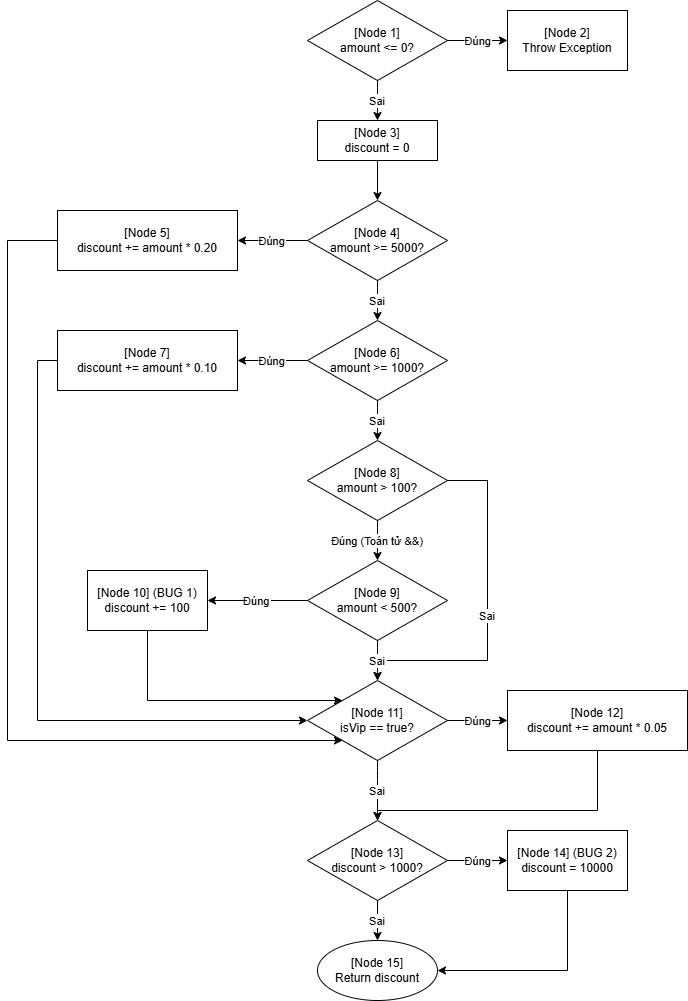 [Node 1]
amount <= 0?
Đúng
[Node 2]
Throw Exception
Sai
[Node 3]
discount = 0
[Node 4]
amount >= 5000?
Đúng
[Node 5]
discount += amount * 0.20
Sai
[Node 6]
amount >= 1000?
Đúng
[Node 7]
discount += amount * 0.10
Sai
[Node 8]
amount > 100?
Đúng (Toán tử &&)
[Node 9]
amount < 500?
Đúng
[Node 10] (BUG 1)
discount += 100
Sai
Sai
[Node 11]
isVip == true?
Đúng
[Node 12]
discount += amount * 0.05
Sai
[Node 13]
discount > 1000?
Đúng
[Node 14] (BUG 2)
discount = 10000
Sai
[Node 15]
Return discount